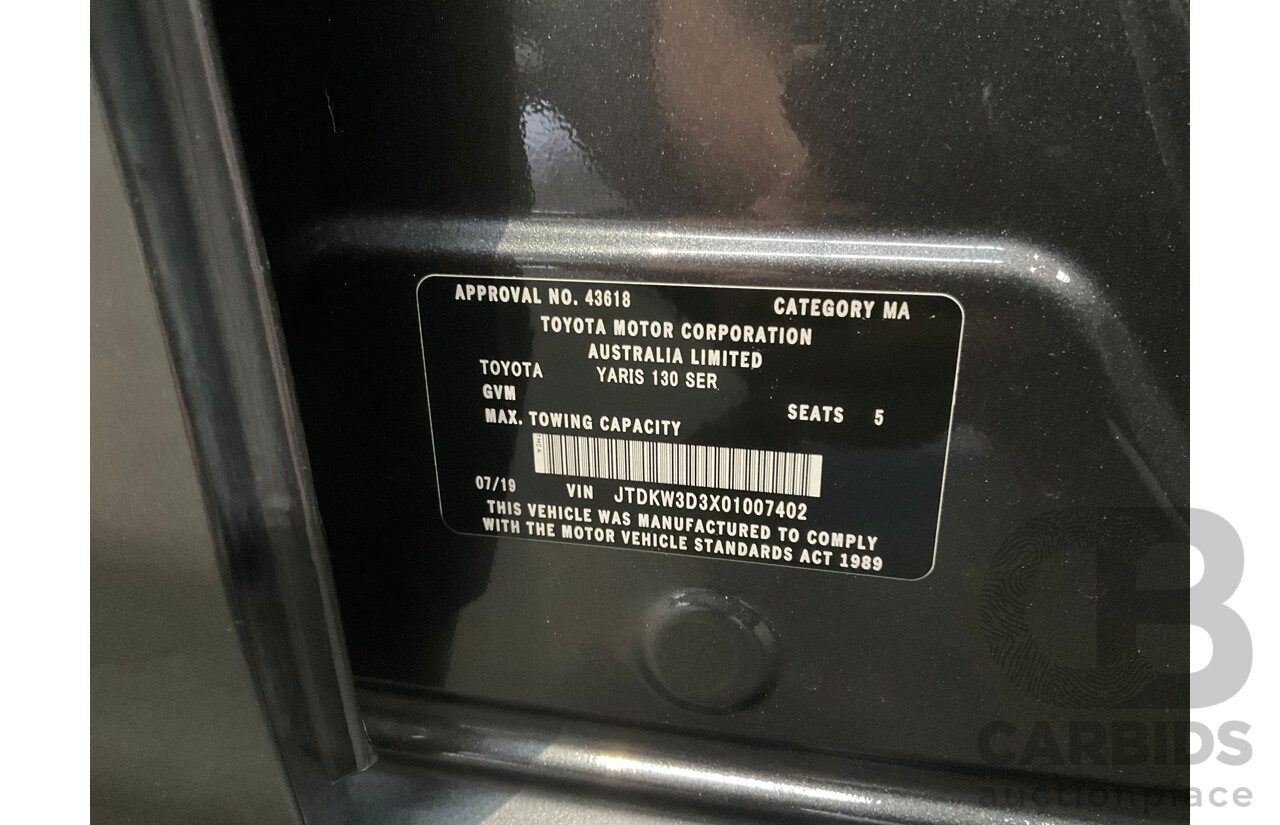 APPROVAL NO. 43618 CATEGORY MA
TOYOTA MOTOR CORPORATION
AUSTRALIA LIMITED
TOYOTA YARIS 130 SER
GVM SEATS 5
MAX. TOWING CAPACITY
TMCA
07/19 VIN JTDKW3D3X01007402
THIS VEHICLE WAS MANUFACTURED TO COMPLY
WITH THE MOTOR VEHICLE STANDARDS ACT 1989
CB
CARBIDS
auctionplace